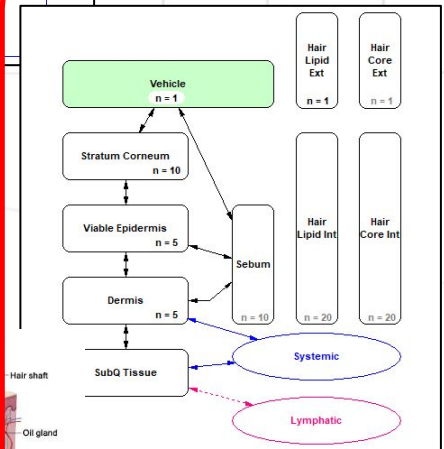 Vehicle
n = 1
Hair
Lipid
Ext
n = 1
Hair
Core
Ext
n = 1
Stratum Corneum
n = 10
Viable Epidermis
n = 5
Dermis
n = 5
Sebum
n = 10
Hair
Lipid Int
n = 20
Hair
Core Int
n = 20
SubQ Tissue
Systemic
Lymphatic
Hair shaft
Oil gland